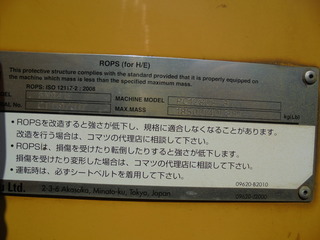 ROPS (for H/E)
This protective structure complies with the standard provided that it is properly equipped on
the machine which mass is less than the specified maximum mass.
ROPS: ISO 12117-2 : 2008
MACHINE MODEL
MAX.MASS
kg(Lb)
• ROPSを改造すると強さが低下し、規格に適合しなくなることがあります。
改造を行う場合は、コマツの代理店に相談して下さい。
• ROPSは、損傷を受けたり転倒したりすると強さが低下します。
損傷を受けたり変形した場合は、コマツの代理店に相談して下さい。
• 運転時は、必ずシートベルトを着用して下さい。
09620-B2010
Ltd.
2-3-6 Akasaka, Minato-ku, Tokyo, Japan